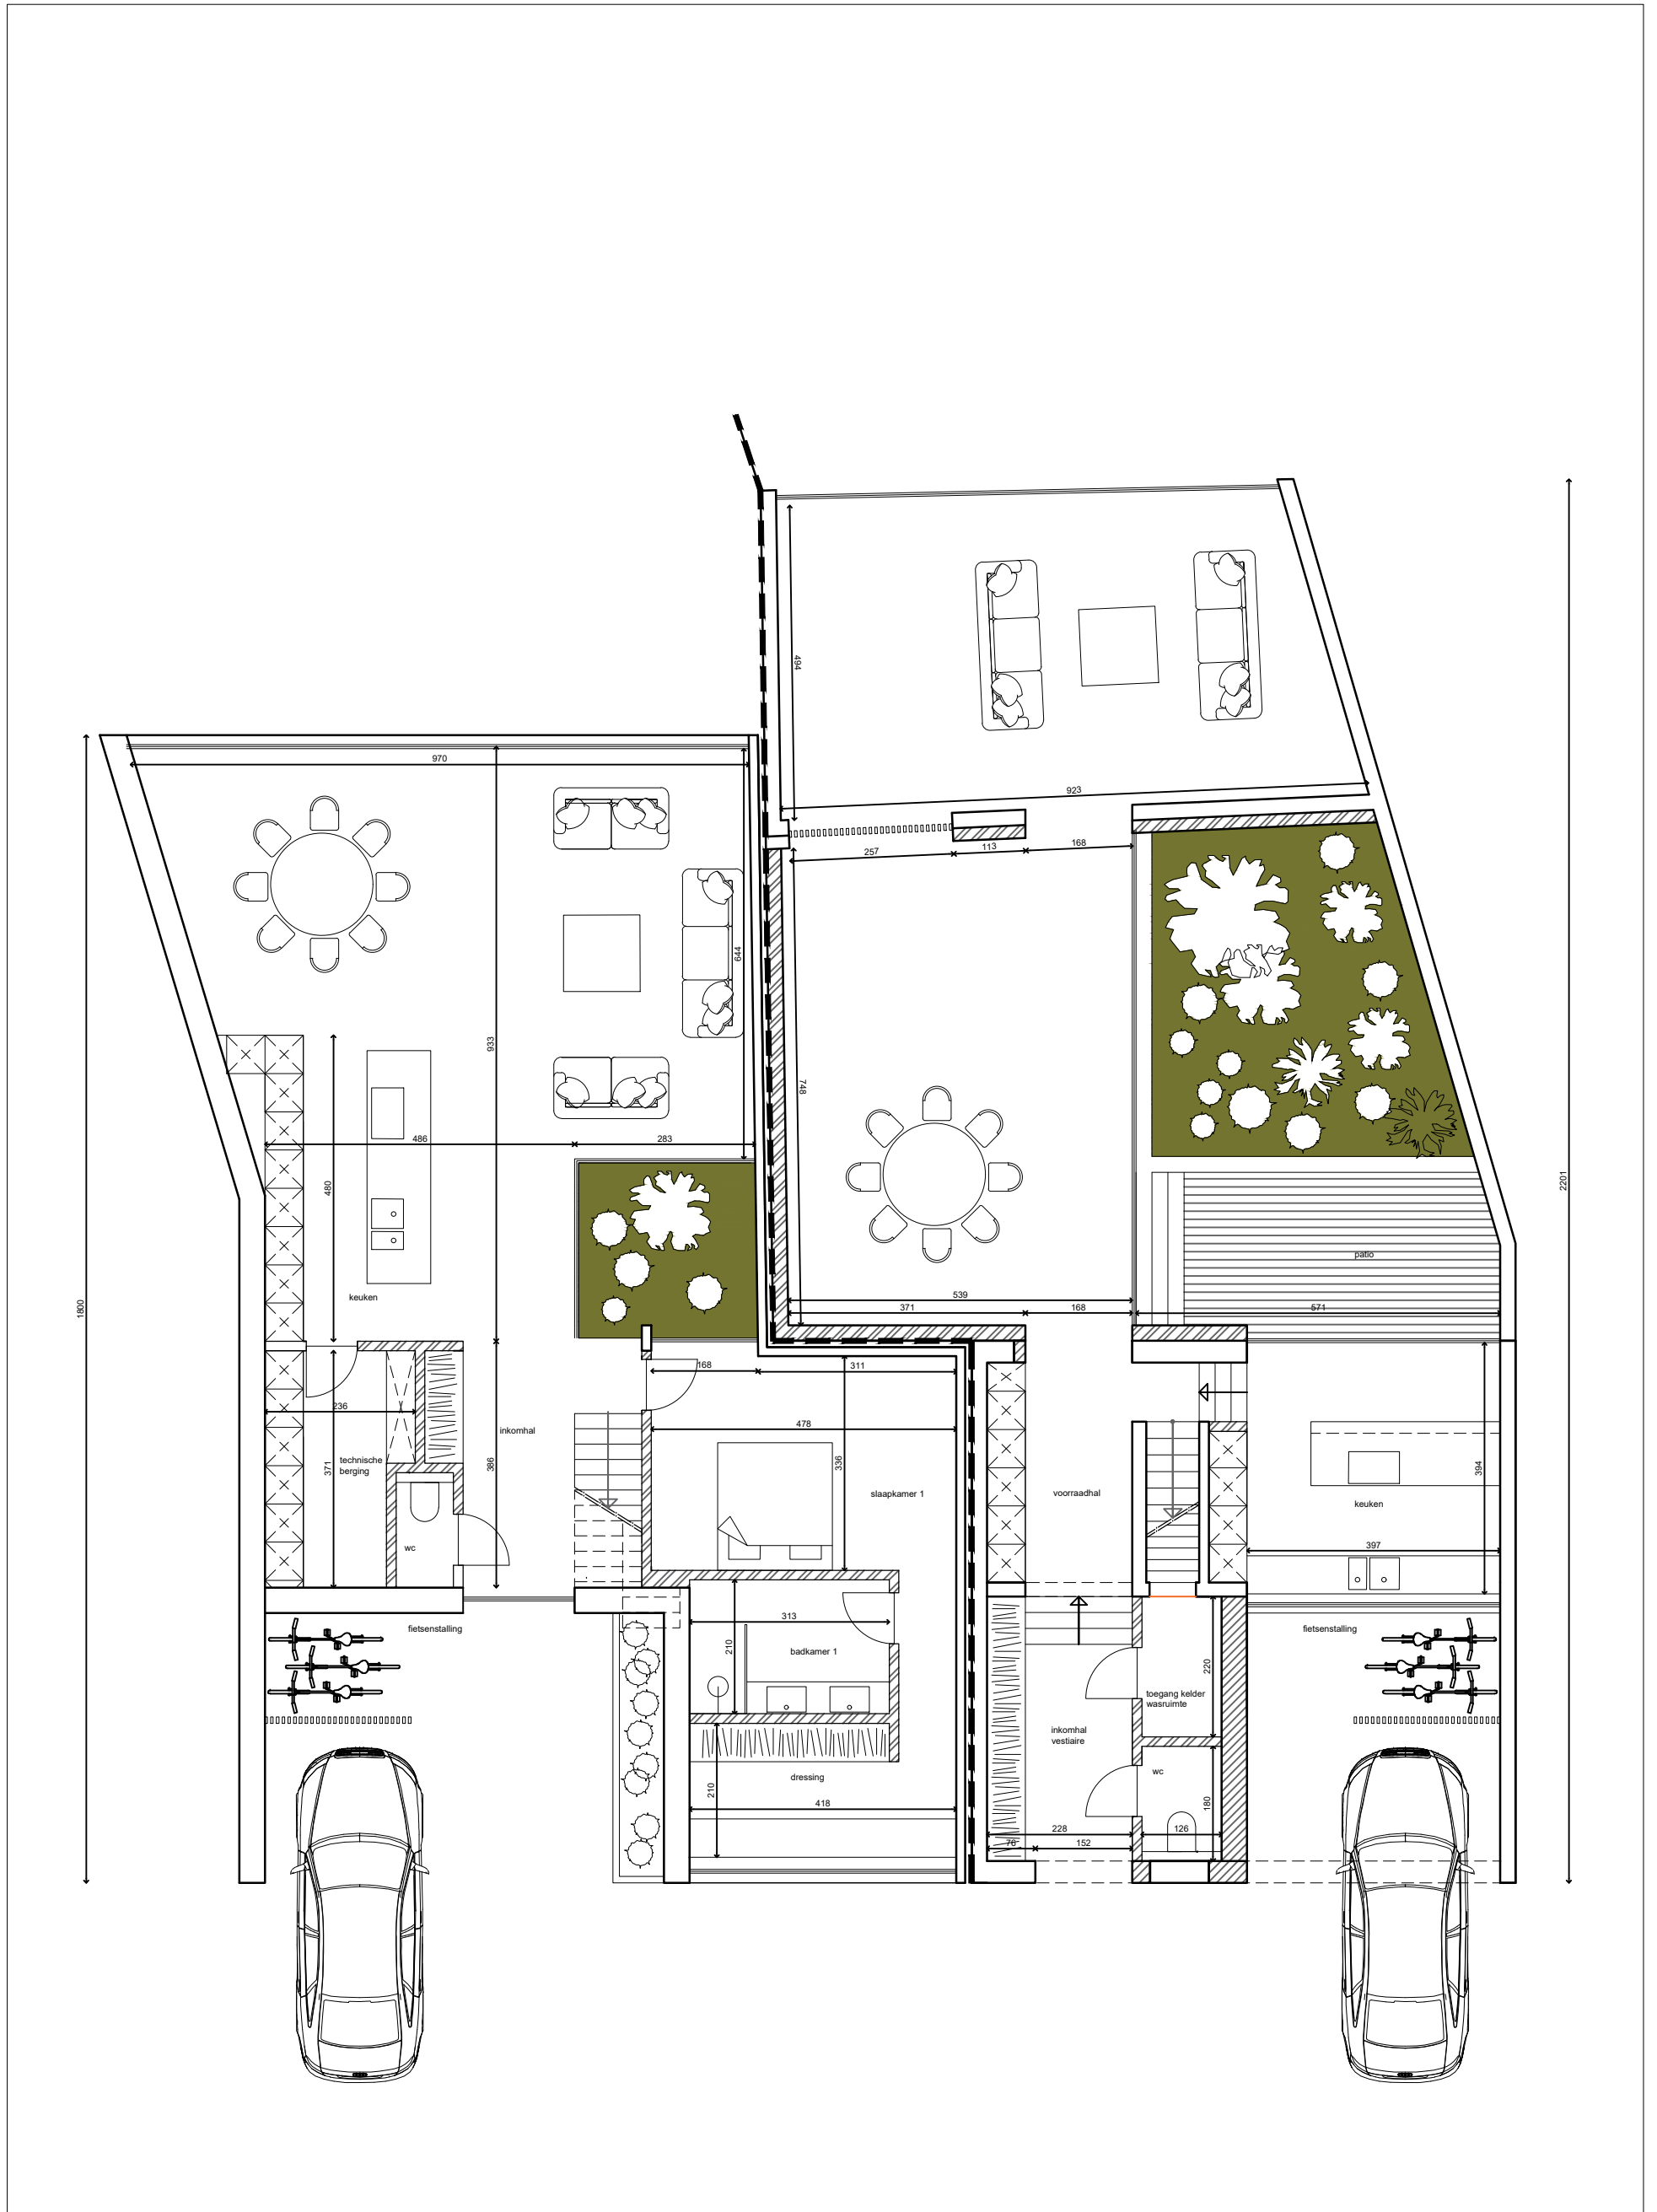 494
970
923
257
113
168
644
933
748
486
283
480
2201
1800
patio
keuken
539
371
168
571
168
311
236
478
inkomhal
336
386
371
technische
berging
slaapkamer 1
voorraadhal
394
keuken
wc
397
fietsenstalling
313
210
badkamer 1
fietsenstalling
220
toegang kelder
wasruimte
inkomhal
vestiaire
dressing
wc
210
418
180
228
126
76
152